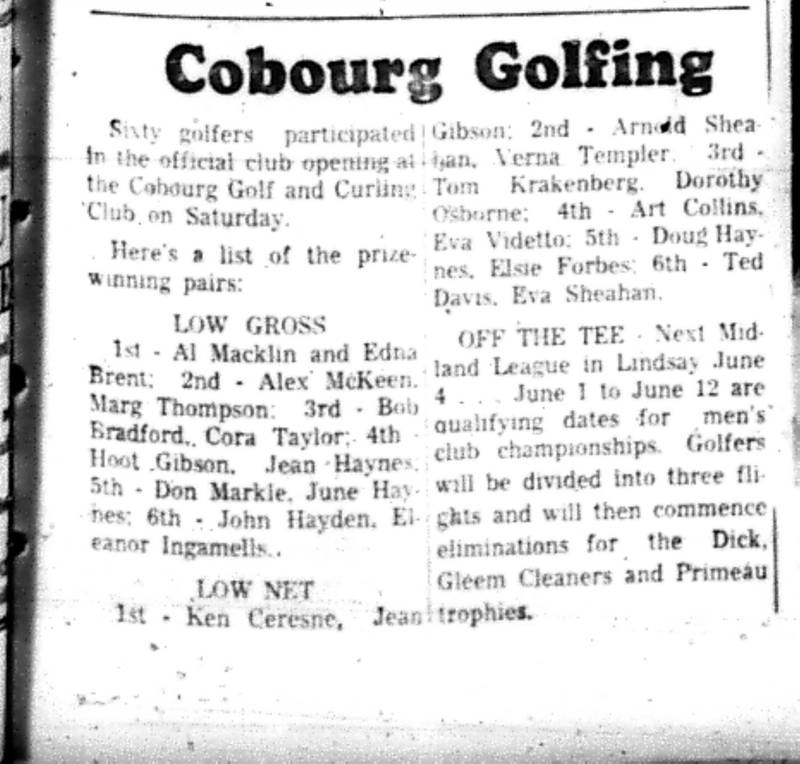 Cobourg Golfing
Sixty golfers participated
in the official club opening at
the Cobourg Golf and Curling
Club on Saturday.
Here's a list of the prize-
winning pairs:
LOW GROSS
1st - Al Macklin and Edna
Brent; 2nd - Alex McKeen,
Marg Thompson; 3rd - Bob
Bradford, Cora Taylor; 4th -
Hoot Gibson, Jean Haynes;
5th - Don Markle, June Hay-
nes; 6th - John Hayden, El-
eanor Ingamells.
LOW NET
1st - Ken Ceresne, Jean
Gibson; 2nd - Arnold Shea-
han, Verna Templer. 3rd -
Tom Krakenberg, Dorothy
Osborne; 4th - Art Collins,
Eva Videtto; 5th - Doug Hay-
nes, Elsie Forbes; 6th - Ted
Davis, Eva Sheahan.
OFF THE TEE - Next Mid-
land League in Lindsay June
4 . . . June 1 to June 12 are
qualifying dates for men's
club championships. Golfers
will be divided into three fli-
ghts and will then commence
eliminations for the Dick,
Gleem Cleaners and Primeau
trophies.